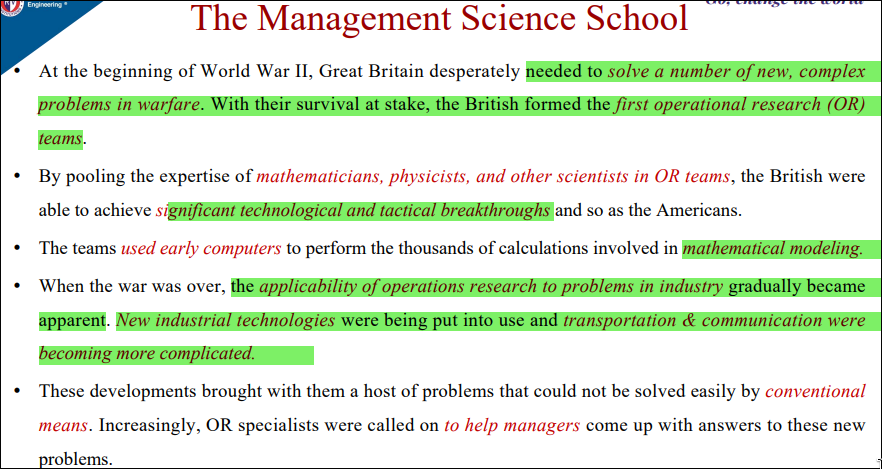 Engineering ®
Go, change the world
The Management Science School
• At the beginning of World War II, Great Britain desperately needed to solve a number of new, complex
problems in warfare. With their survival at stake, the British formed the first operational research (OR)
teams.
• By pooling the expertise of mathematicians, physicists, and other scientists in OR teams, the British were
able to achieve significant technological and tactical breakthroughs and so as the Americans.
• The teams used early computers to perform the thousands of calculations involved in mathematical modeling.
• When the war was over, the applicability of operations research to problems in industry gradually became
apparent. New industrial technologies were being put into use and transportation & communication were
becoming more complicated.
• These developments brought with them a host of problems that could not be solved easily by conventional
means. Increasingly, OR specialists were called on to help managers come up with answers to these new
problems.